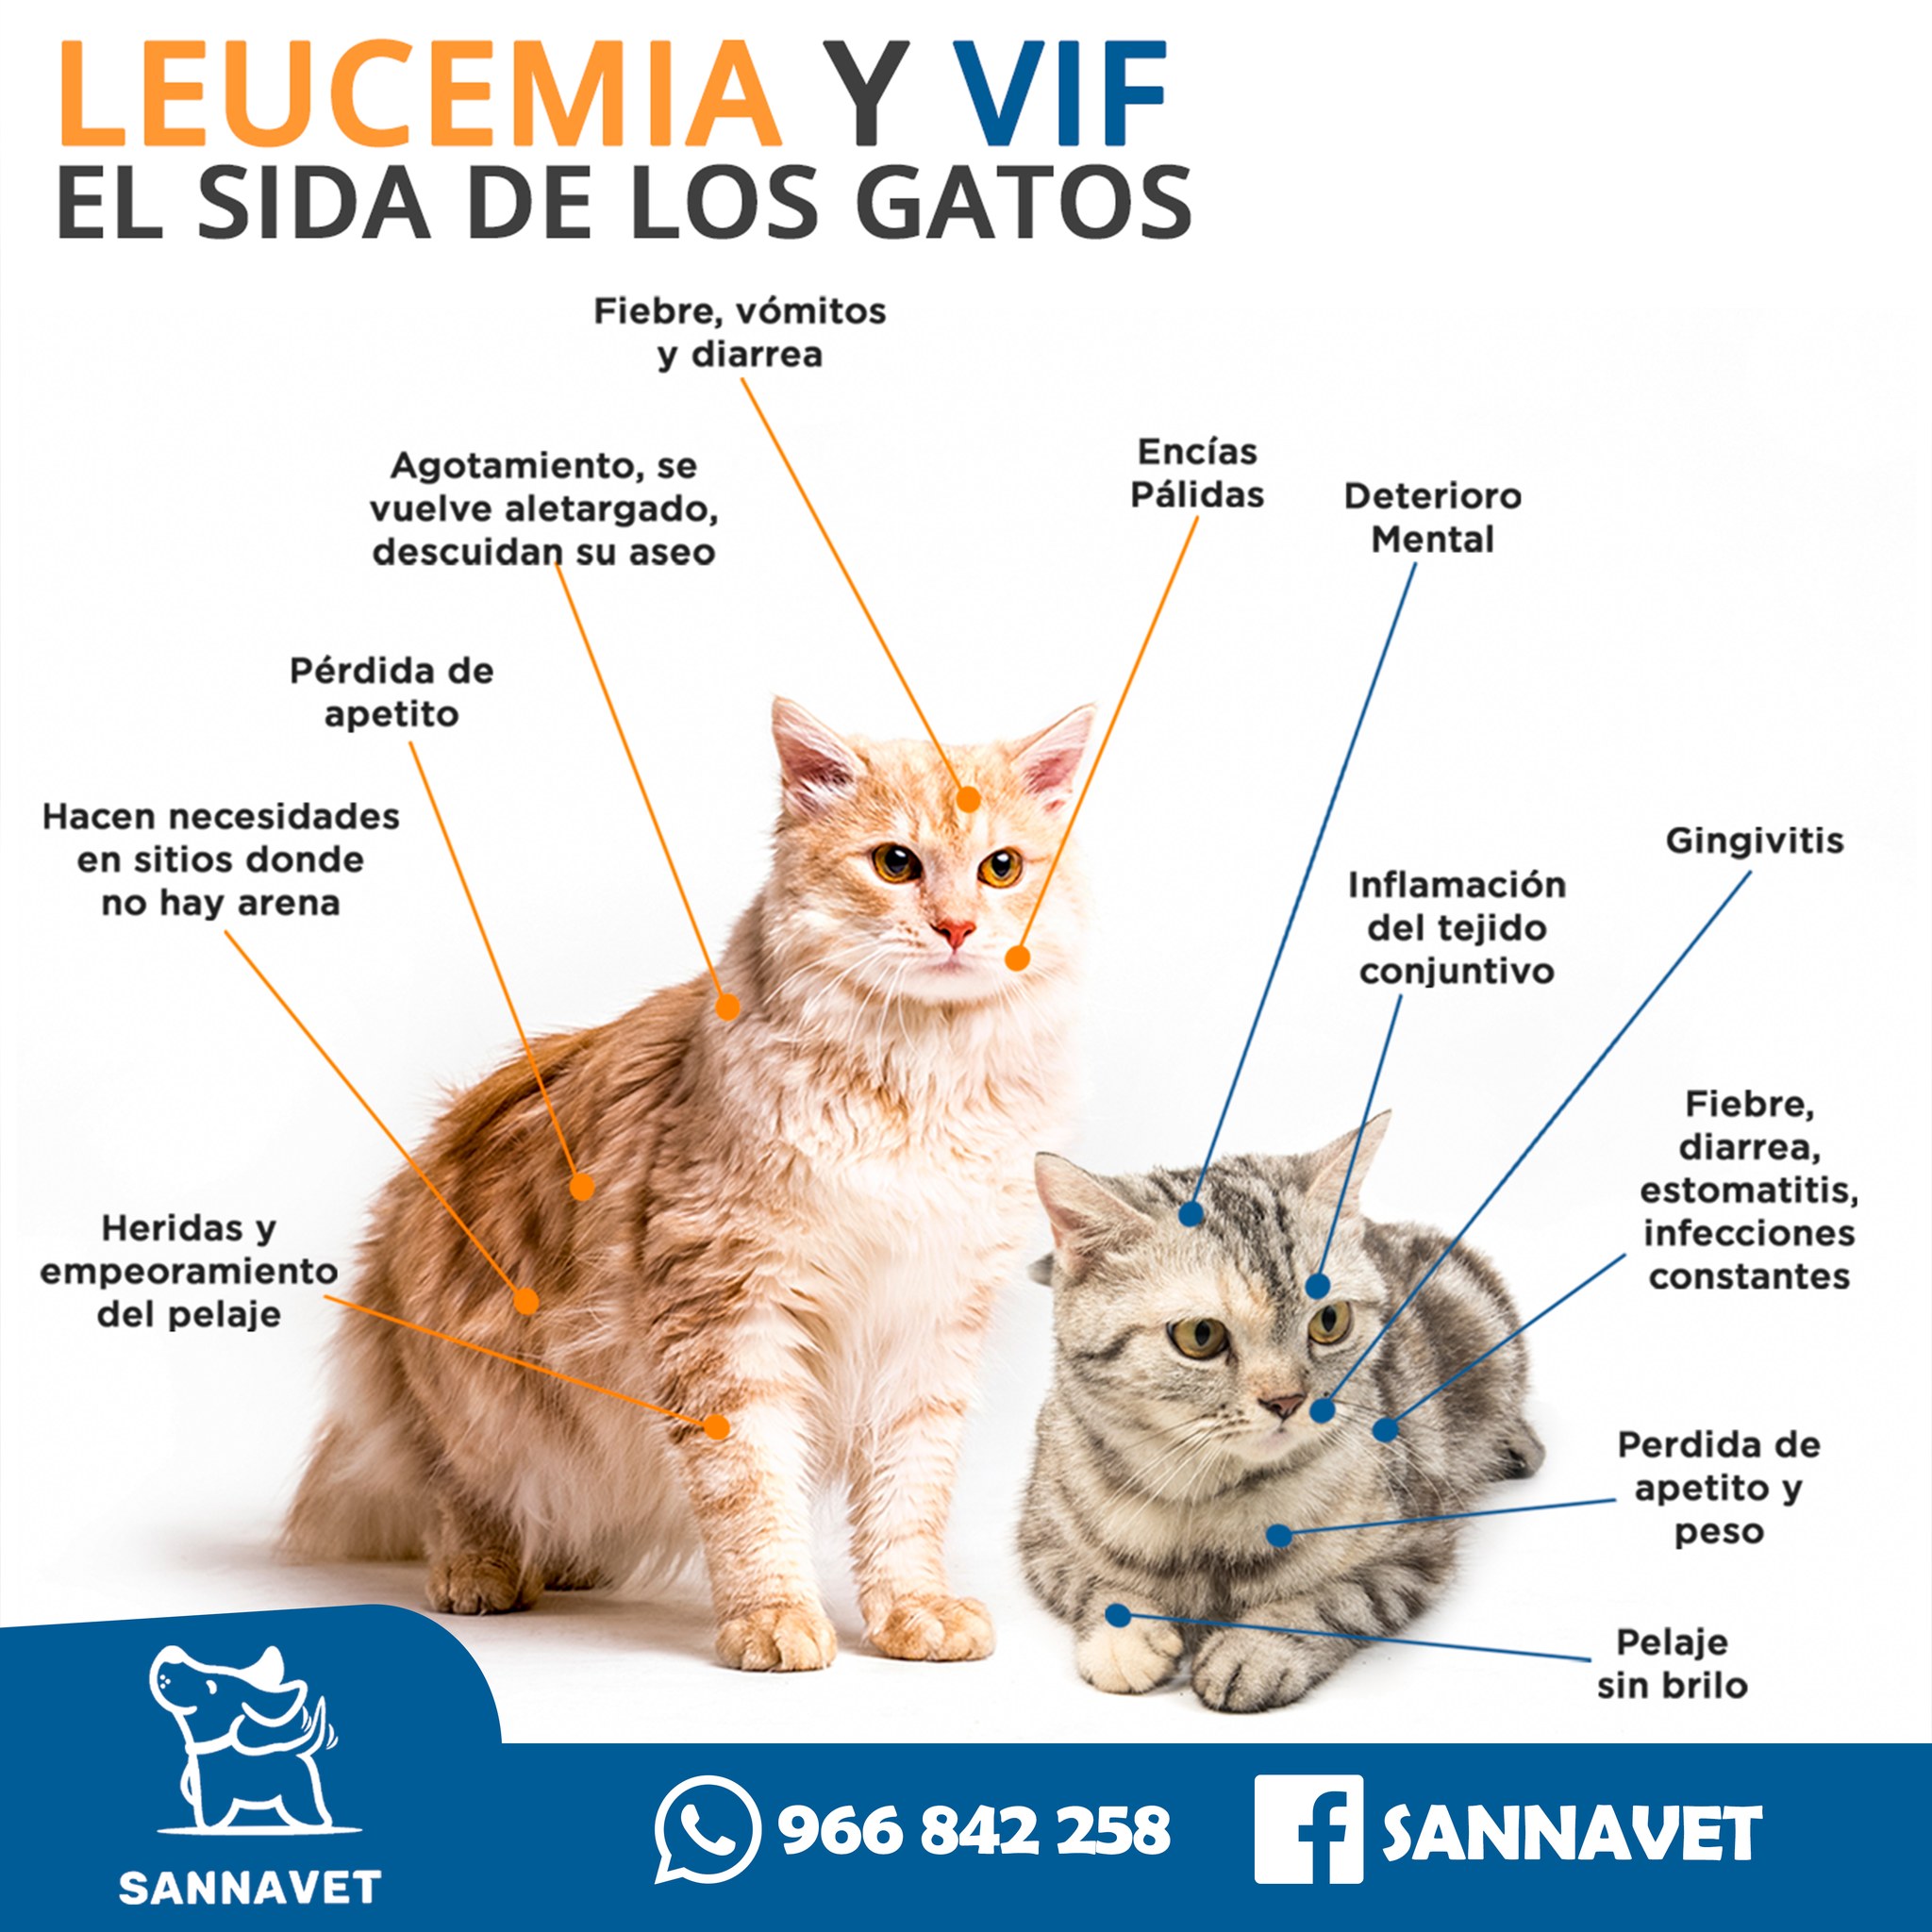 LEUCEMIA Y VIF
EL SIDA DE LOS GATOS
Fiebre, vómitos
y diarrea
Agotamiento, se
vuelve aletargado,
descuidan su aseo
Encías
Pálidas
Deterioro
Mental
Pérdida de
apetito
Hacen necesidades
en sitios donde
no hay arena
Gingivitis
Inflamación
del tejido
conjuntivo
Fiebre,
diarrea,
estomatitis,
infecciones
constantes
Heridas y
empeoramiento
del pelaje
Perdida de
apetito y
peso
Pelaje
sin brilo
SANNAVET
966 842 258
SANNAVET